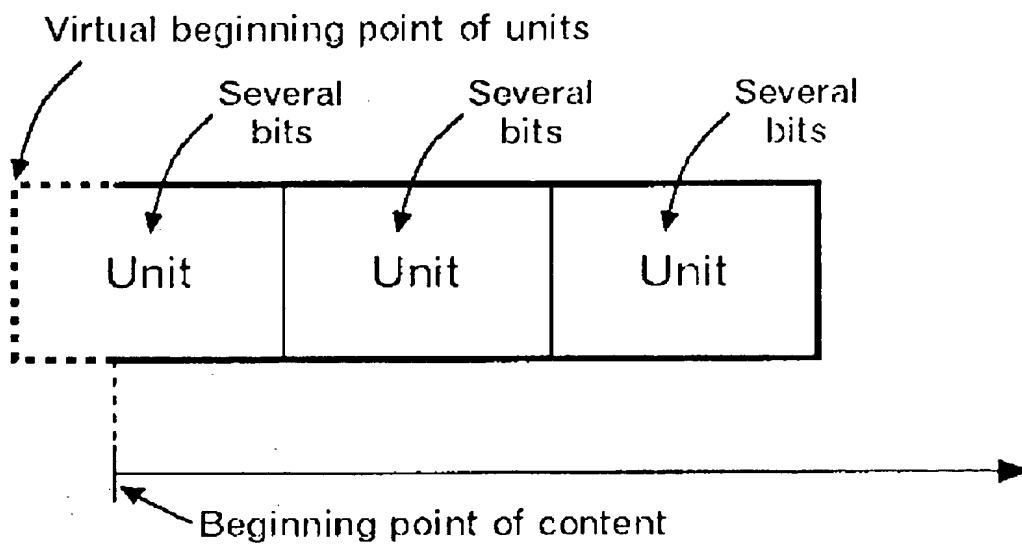 Virtual beginning point of units
Several
bits
Several
bits
Several
bits
Unit
Unit
Unit
Beginning point of content